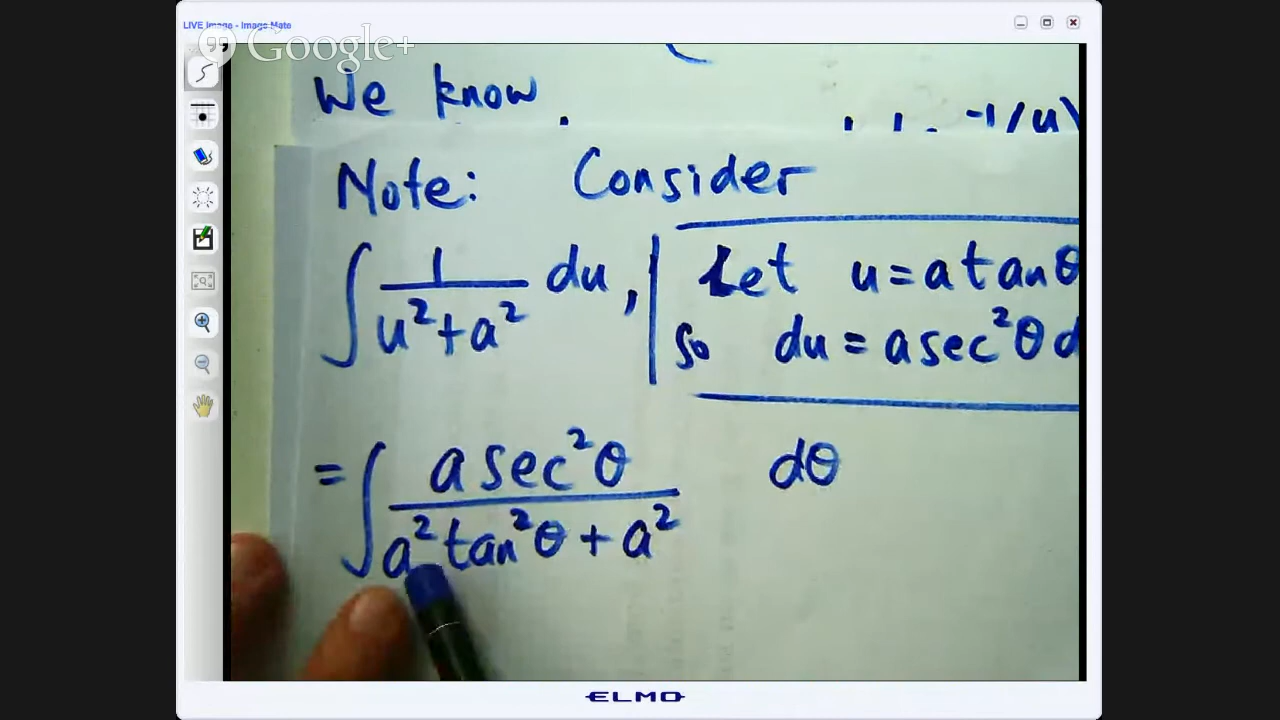 LIVE Image - Image Mate
Google+
We know
-1/u)
Note: Consider
∫ 1/(u²+a²) du, | Let u = a tan θ
so du = a sec²θ d
= ∫ (a sec²θ)/(a² tan²θ + a²) dθ
ELMO